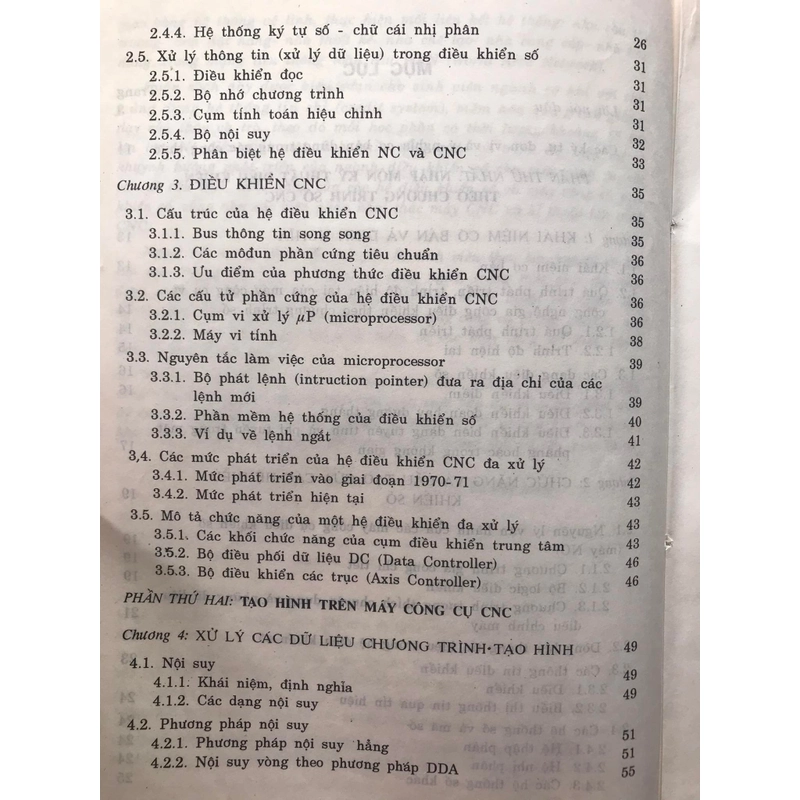 2.4.4. Hệ thống ký tự số - chữ cái nhị phân 26
2.5. Xử lý thông tin (xử lý dữ liệu) trong điều khiển số 31
2.5.1. Điều khiển đọc 31
2.5.2. Bộ nhớ chương trình 31
2.5.3. Cụm tính toán hiệu chỉnh 31
2.5.4. Bộ nội suy 32
2.5.5. Phân biệt hệ điều khiển NC và CNC 33
Chương 3. ĐIỀU KHIỂN CNC 35
3.1. Cấu trúc của hệ điều khiển CNC 35
3.1.1. Bus thông tin song song 35
3.1.2. Các môđun phần cứng tiêu chuẩn 36
3.1.3. Ưu điểm của phương thức điều khiển CNC 36
3.2. Các cấu tử phần cứng của hệ điều khiển CNC 36
3.2.1. Cụm vi xử lý μP (microprocessor) 36
3.2.2. Máy vi tính 38
3.3. Nguyên tắc làm việc của microprocessor 39
3.3.1. Bộ phát lệnh (intruction pointer) đưa ra địa chỉ của các
lệnh mới 39
3.3.2. Phần mềm hệ thống của điều khiển số 40
3.3.3. Ví dụ về lệnh ngắt 41
3,4. Các mức phát triển của hệ điều khiển CNC đa xử lý 42
3.4.1. Mức phát triển vào giai đoạn 1970-71 42
3.4.2. Mức phát triển hiện tại 43
3.5. Mô tả chức năng của một hệ điều khiển đa xử lý 43
3.5.1. Các khối chức năng của cụm điều khiển trung tâm 43
3.5.2. Bộ điều phối dữ liệu DC (Data Controller) 46
3.5.3. Bộ điều khiển các trục (Axis Controller) 46
PHẦN THỨ HAI: TẠO HÌNH TRÊN MÁY CÔNG CỤ CNC
Chương 4: XỬ LÝ CÁC DỮ LIỆU CHƯƠNG TRÌNH·TẠO HÌNH 49
4.1. Nội suy 49
4.1.1. Khái niệm, định nghĩa 49
4.1.2. Các dạng nội suy
4.2. Phương pháp nội suy 51
4.2.1. Phương pháp nội suy hằng 51
4.2.2. Nội suy vòng theo phương pháp DDA 55